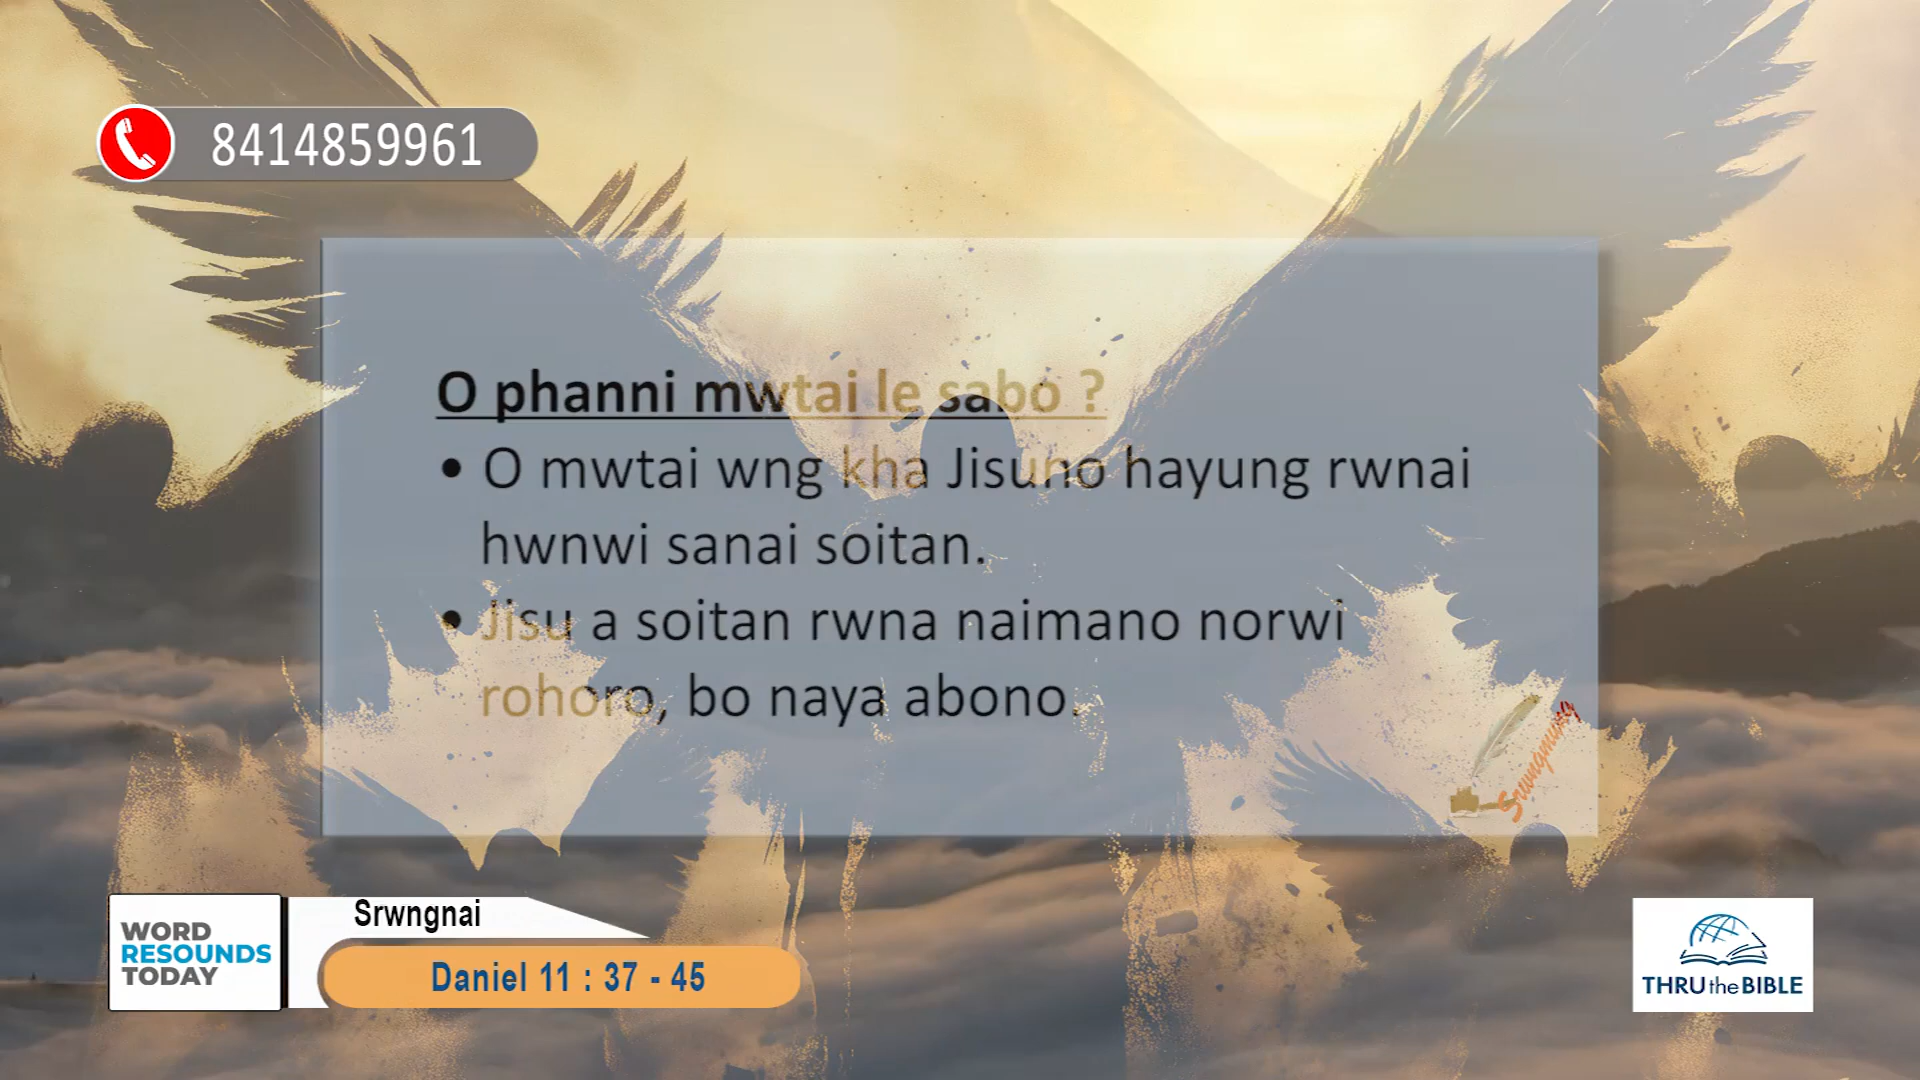 8414859961
O phanni mwtai le sabo ?
• O mwtai wng kha Jisuno hayung rwnai
hwnwi sanai soitan.
• Jisu a soitan rwna naimano norwi
rohoro, bo naya abono.
Srwngmung
WORD
RESOUNDS
TODAY
Srwngnai
Daniel 11 : 37 - 45
THRU the BIBLE